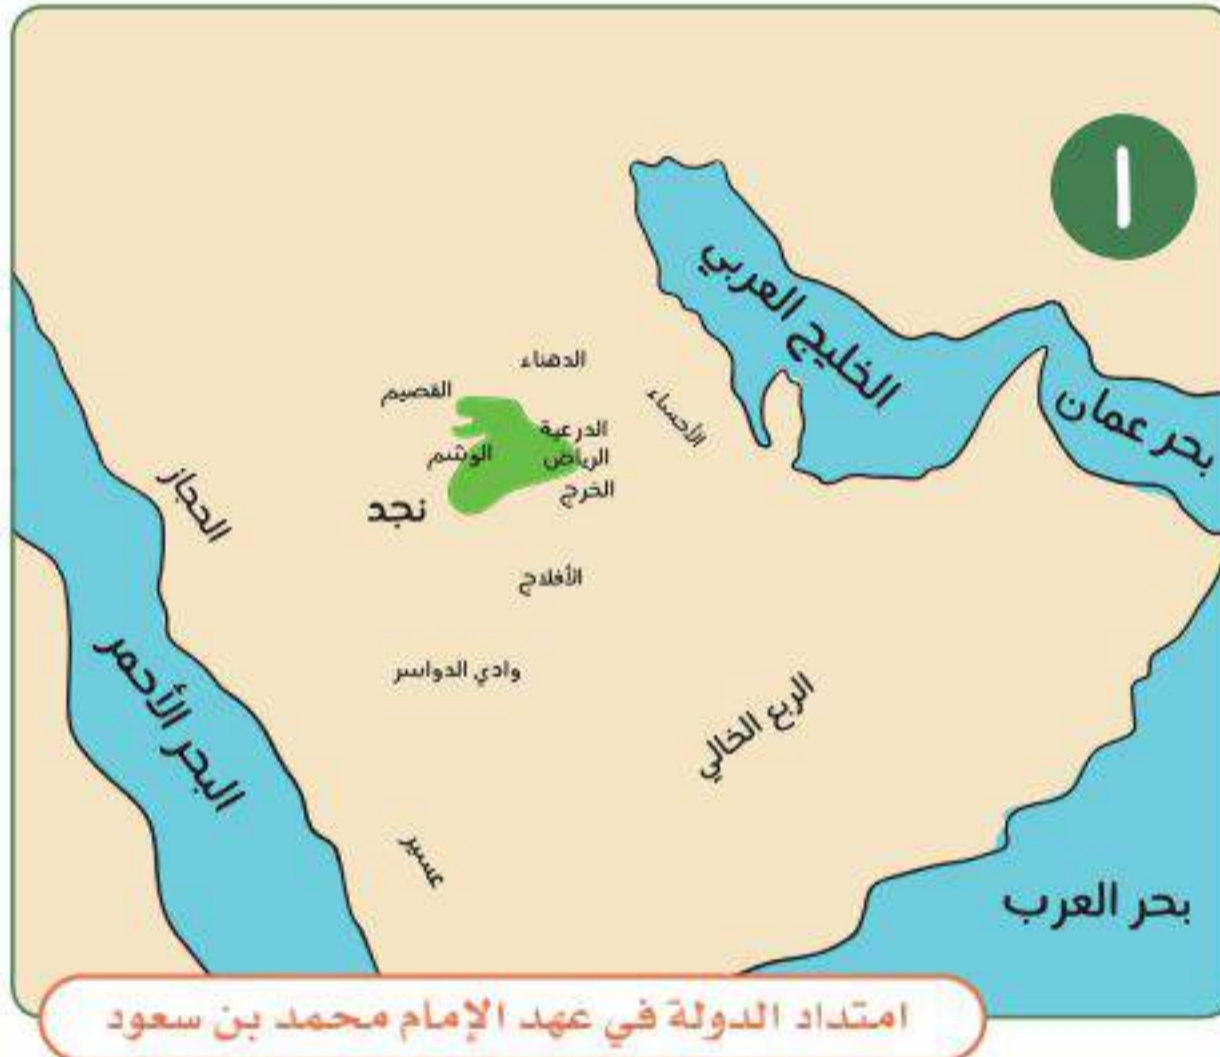 ١
الخليج العربي
بحر عمان
الدهناء
القصيم
الأحساء
الدرعية
الوشم
الرياض
الخرج
نجد
الحجاز
الأفلاج
وادي الدواسر
البحر الأحمر
الربع الخالي
عسير
بحر العرب
امتداد الدولة في عهد الإمام محمد بن سعود